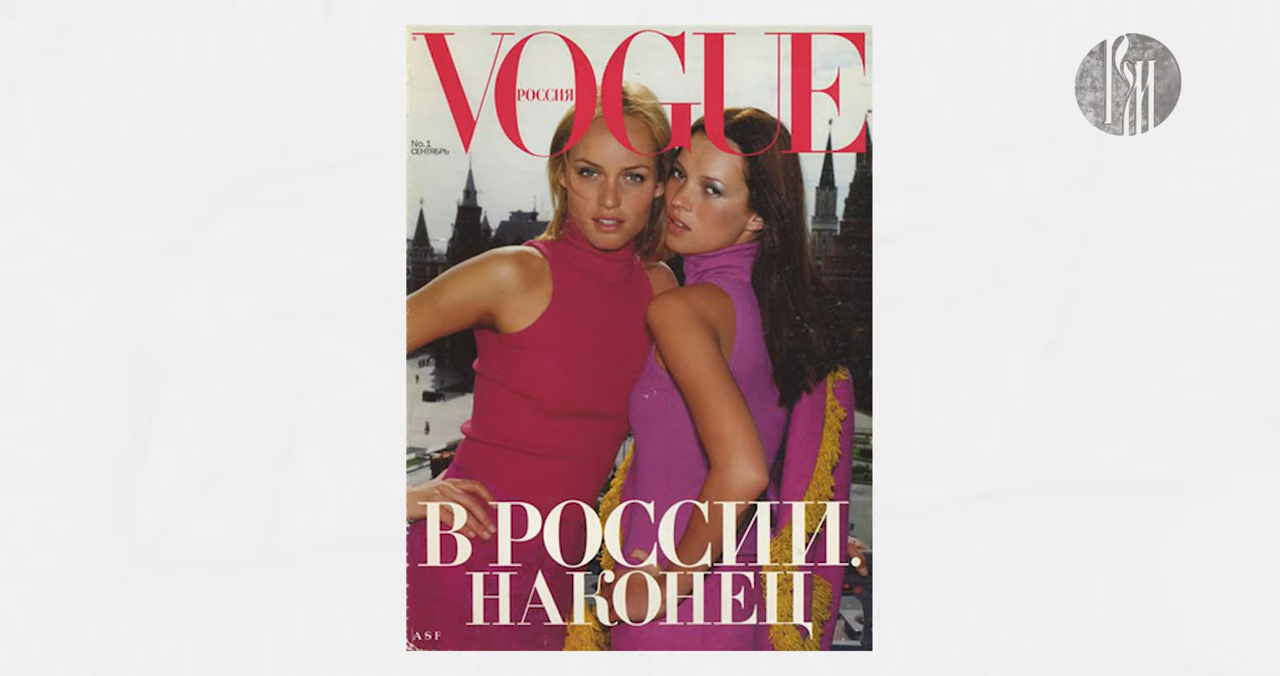 VOGUE
РОССИЯ
No.1
СЕНТЯБРЬ
В РОССИИ.
НАКОНЕЦ
ASF